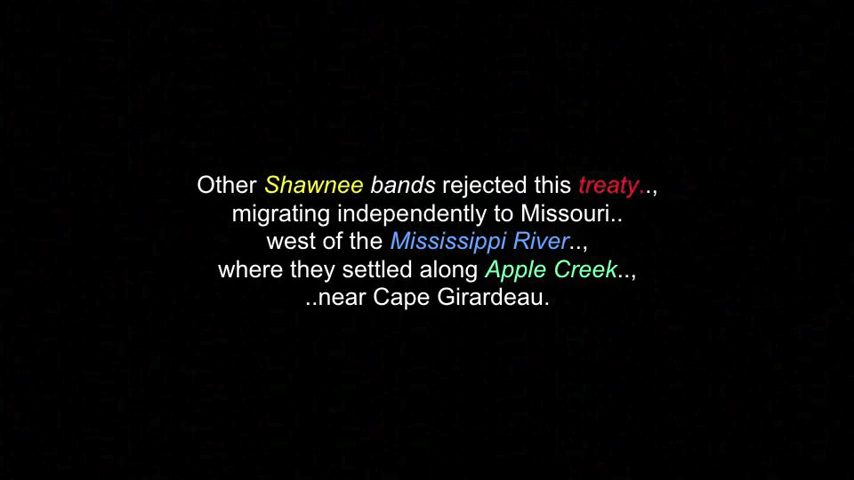 Other Shawnee bands rejected this treaty..,
migrating independently to Missouri..
west of the Mississippi River..,
where they settled along Apple Creek..,
..near Cape Girardeau.